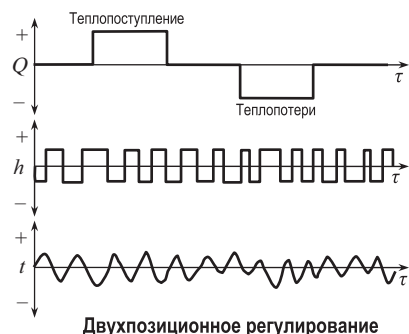 Теплопоступление
+
Q
τ
−
Теплопотери
+
h
τ
−
+
t
τ
−
Двухпозиционное регулирование